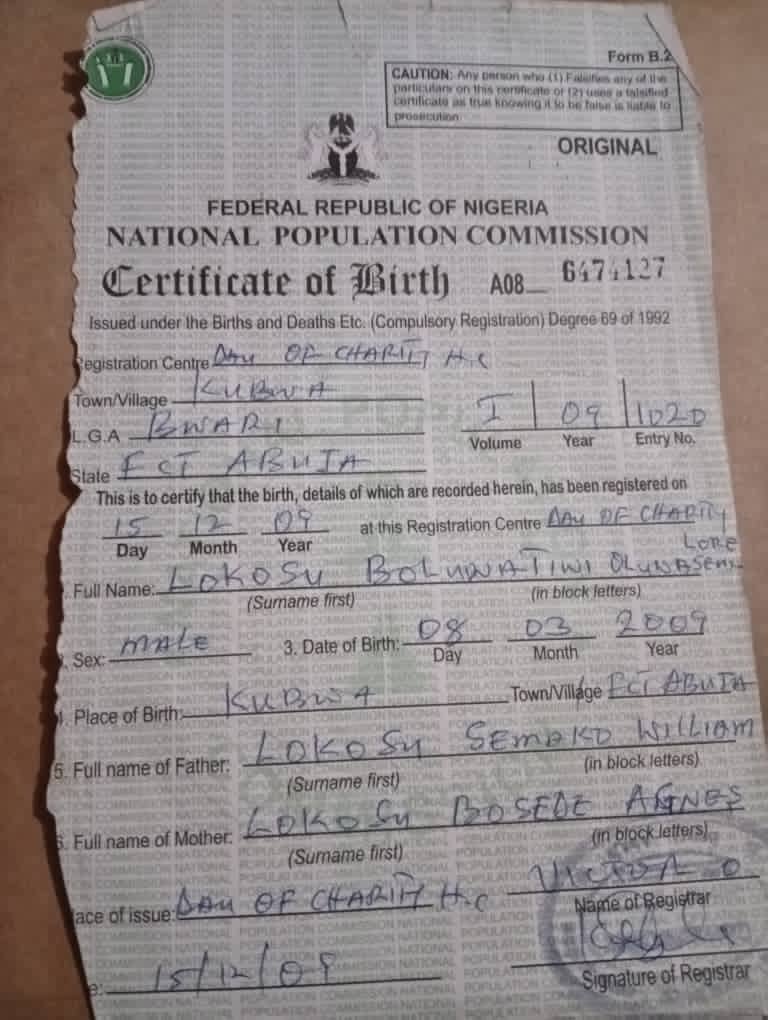 Form B.2
CAUTION: Any person who (1) Falsifies any of the
particulars on this certificate or (2) uses a falsified
certificate as true knowing it to be false is liable to
prosecution
ORIGINAL
FEDERAL REPUBLIC OF NIGERIA
NATIONAL POPULATION COMMISSION
Certificate of Birth A08 6474127
Issued under the Births and Deaths Etc. (Compulsory Registration) Degree 69 of 1992
egistration Centre DAY OF CHARITY H.C
Town/Village KUBWA
L.G.A BWARI
I 09 1020
Volume Year Entry No.
State FCT ABUJA
This is to certify that the birth, details of which are recorded herein, has been registered on
15 12 09 at this Registration Centre DAY OF CHARITY
Day Month Year
. Full Name: LOKOSU BOLUWATIWI LORE
(Surname first) (in block letters)
. Sex: MALE 3. Date of Birth: 08 03 2009
Day Month Year
. Place of Birth: KUBWA Town/Village FCT ABUJA
5. Full name of Father: LOKOSU SEMAKO WILLIAM
(Surname first) (in block letters)
6. Full name of Mother: LOKOSU BOSEDE AGNES
(Surname first) (in block letters)
ace of issue: DAY OF CHARITY H.C VICTOR O
Name of Registrar
e: 15/12/09
Signature of Registrar